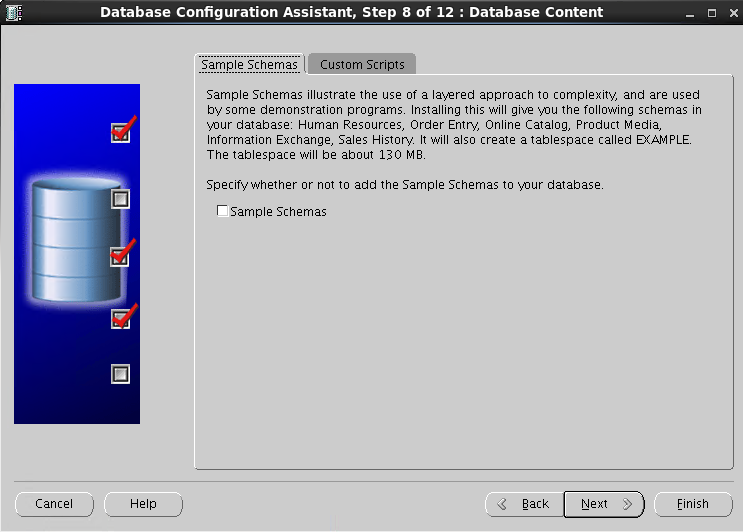 Database Configuration Assistant, Step 8 of 12 : Database Content
Sample Schemas
Custom Scripts
Sample Schemas illustrate the use of a layered approach to complexity, and are used
by some demonstration programs. Installing this will give you the following schemas in
your database: Human Resources, Order Entry, Online Catalog, Product Media,
Information Exchange, Sales History. It will also create a tablespace called EXAMPLE.
The tablespace will be about 130 MB.
Specify whether or not to add the Sample Schemas to your database.
Sample Schemas
Cancel
Help
Back
Next
Finish